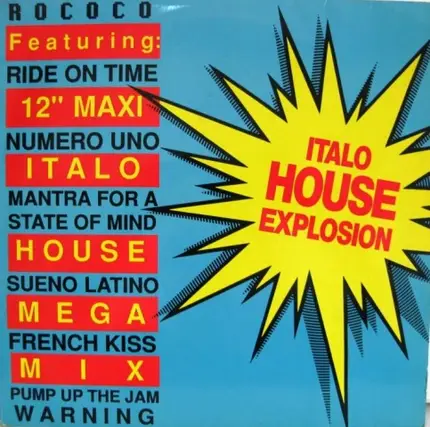 ROCOCO
Featuring:
RIDE ON TIME
12" MAXI
NUMERO UNO
ITALO
MANTRA FOR A
STATE OF MIND
HOUSE
SUENO LATINO
MEGA
FRENCH KISS
MIX
PUMP UP THE JAM
WARNING
ITALO
HOUSE
EXPLOSION